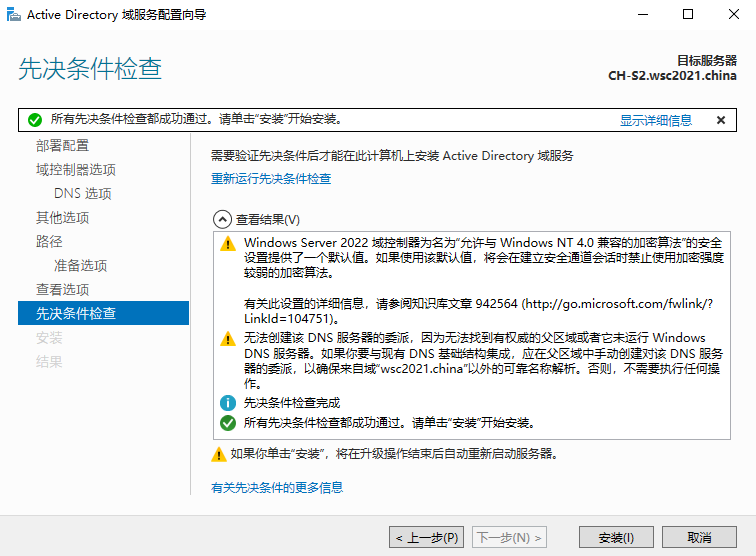 Active Directory 域服务配置向导
先决条件检查
目标服务器
CH-S2.wsc2021.china
所有先决条件检查都成功通过。请单击“安装”开始安装。
显示详细信息
部署配置
域控制器选项
DNS 选项
其他选项
路径
准备选项
查看选项
先决条件检查
安装
结果
需要验证先决条件后才能在此计算机上安装 Active Directory 域服务
重新运行先决条件检查
查看结果(V)
Windows Server 2022 域控制器为名为“允许与 Windows NT 4.0 兼容的加密算法”的安全
设置提供了一个默认值。如果使用该默认值，将会在建立安全通道会话时禁止使用加密强度
较弱的加密算法。
有关此设置的详细信息，请参阅知识库文章 942564 (http://go.microsoft.com/fwlink/?
LinkId=104751)。
无法创建该 DNS 服务器的委派，因为无法找到有权威的父区域或者它未运行 Windows
DNS 服务器。如果你要与现有 DNS 基础结构集成，应在父区域中手动创建对该 DNS 服务
器的委派，以确保来自域“wsc2021.china”以外的可靠名称解析。否则，不需要执行任何操
作。
先决条件检查完成
所有先决条件检查都成功通过。请单击“安装”开始安装。
如果你单击“安装”，将在升级操作结束后自动重新启动服务器。
有关先决条件的更多信息
< 上一步(P)
下一步(N) >
安装(I)
取消